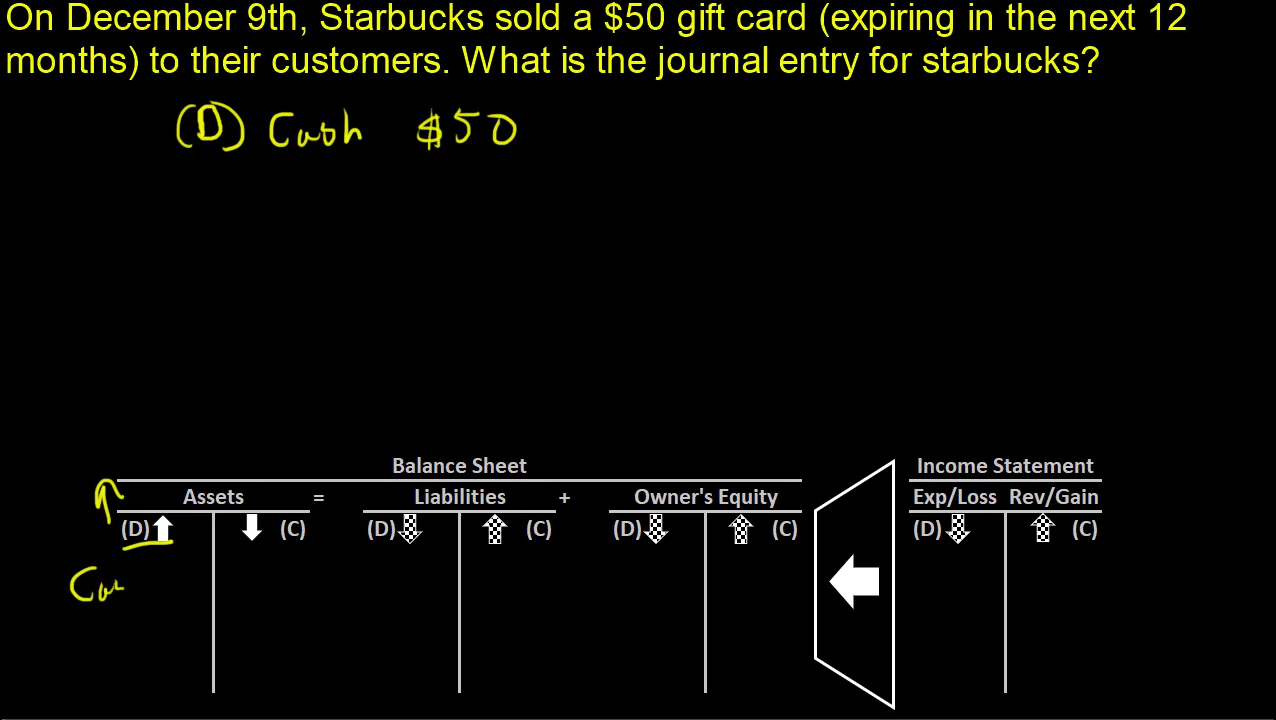 On December 9th, Starbucks sold a $50 gift card (expiring in the next 12
months) to their customers. What is the journal entry for starbucks?
(D) Cash $50
Balance Sheet
Income Statement
Assets = Liabilities + Owner's Equity
Exp/Loss Rev/Gain
(D) (C) (D) (C) (D) (C) (D) (C)
Cas